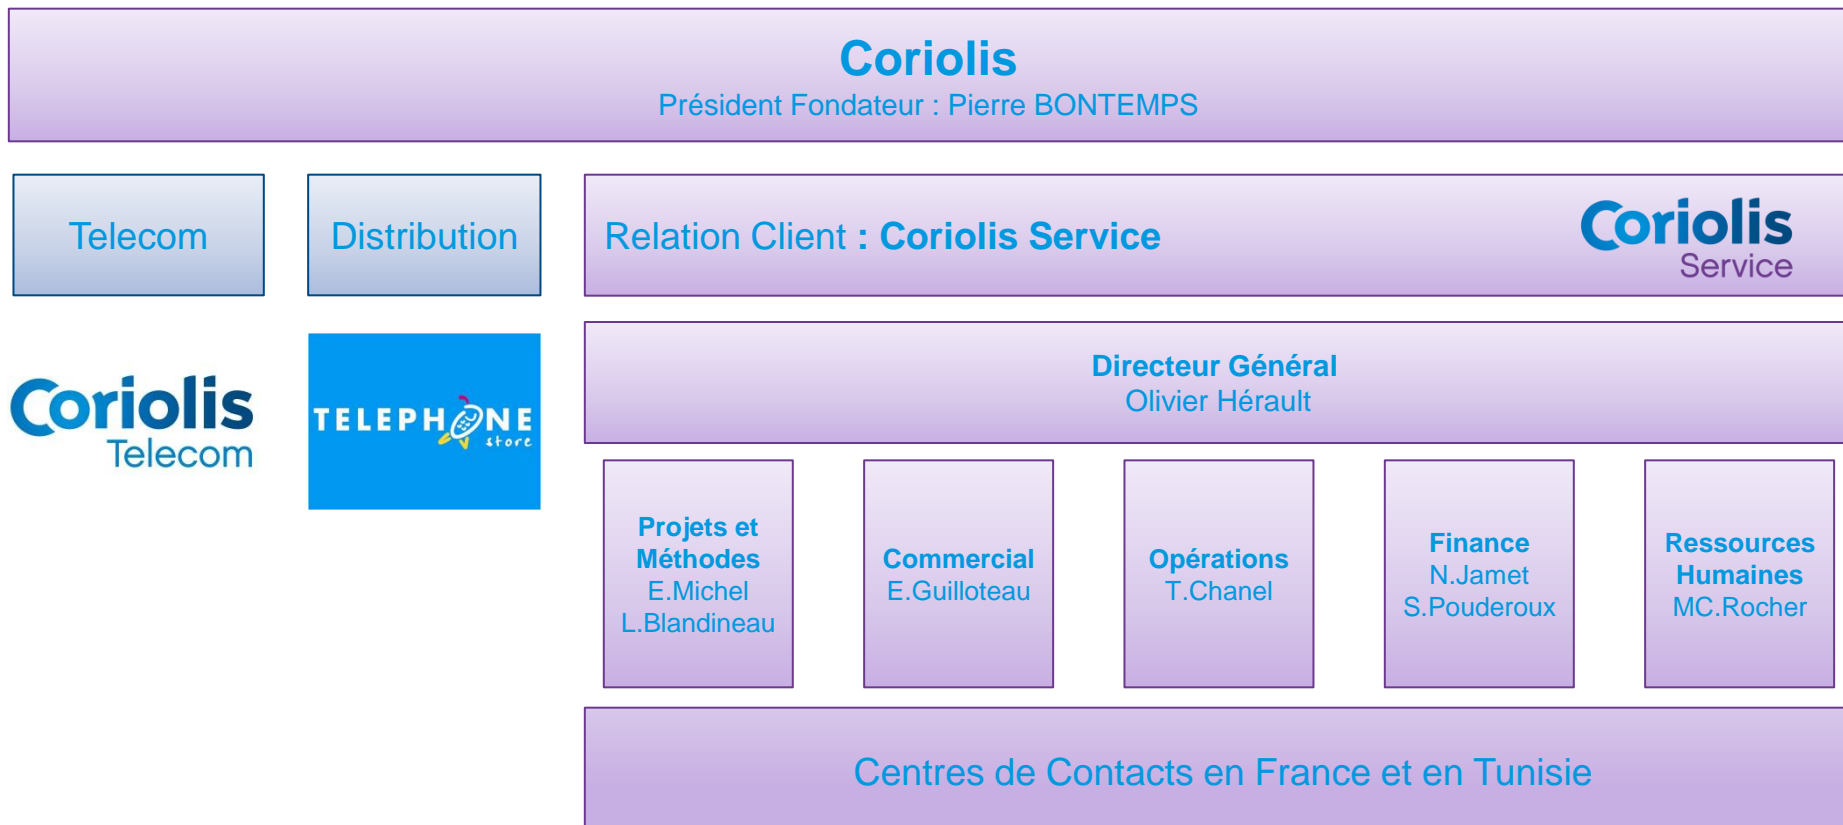 Coriolis
Président Fondateur : Pierre BONTEMPS
Telecom
Distribution
Relation Client : Coriolis Service
Coriolis
Service
Coriolis
Telecom
TELEPHONE
store
Directeur Général
Olivier Hérault
Projets et
Méthodes
E.Michel
L.Blandineau
Commercial
E.Guilloteau
Opérations
T.Chanel
Finance
N.Jamet
S.Pouderoux
Ressources
Humaines
MC.Rocher
Centres de Contacts en France et en Tunisie